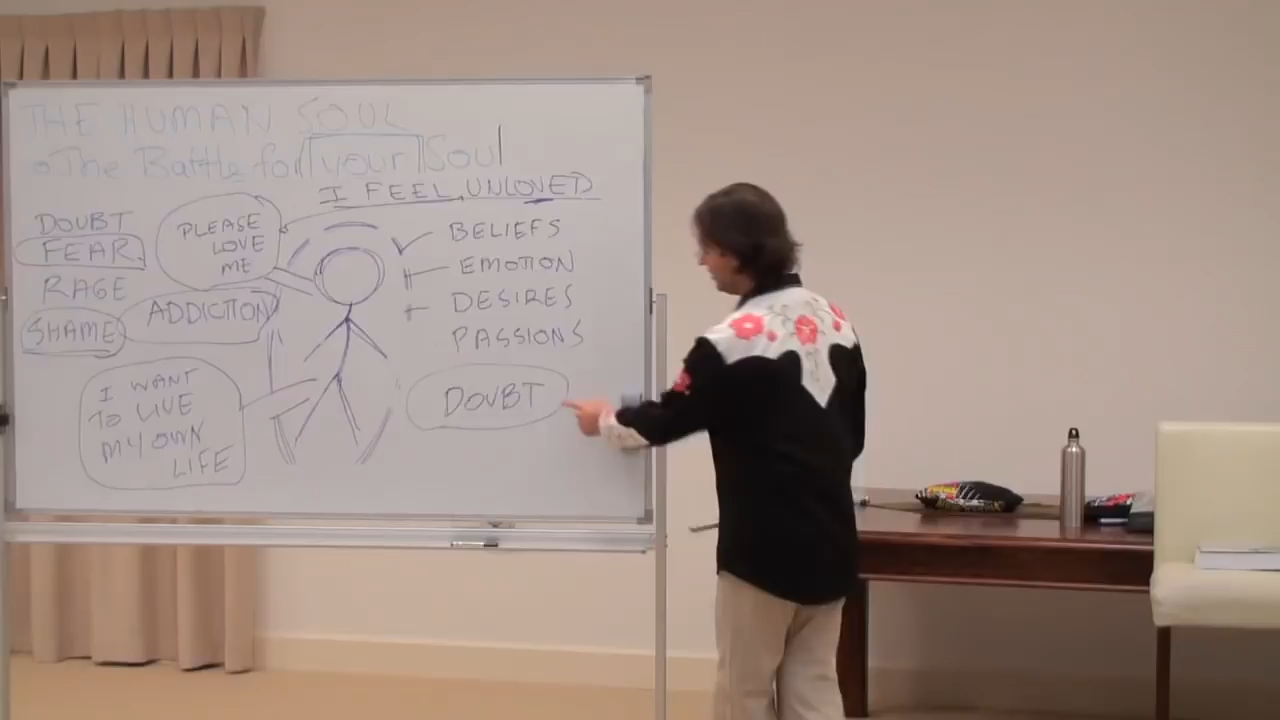 THE HUMAN SOUL
The Battle for your Soul
I FEEL UNLOVED
DOUBT
FEAR
RAGE
SHAME
ADDICTION
PLEASE
LOVE
ME
I WANT
TO LIVE
MY OWN
LIFE
BELIEFS
EMOTION
DESIRES
PASSIONS
DOUBT